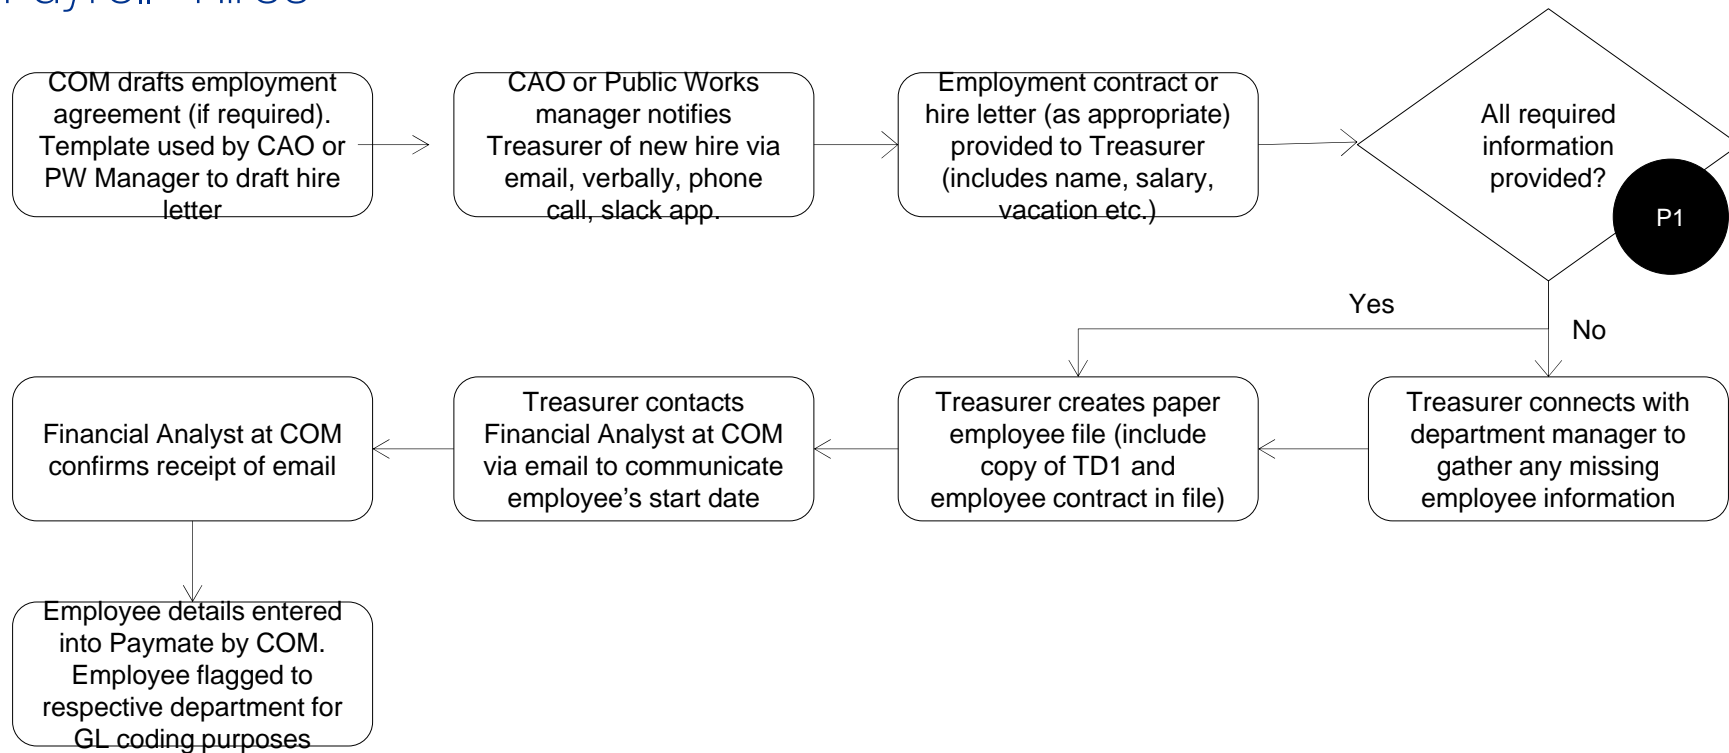 Payroll - Hires
COM drafts employment
agreement (if required).
Template used by CAO or
PW Manager to draft hire
letter
CAO or Public Works
manager notifies
Treasurer of new hire via
email, verbally, phone
call, slack app.
Employment contract or
hire letter (as appropriate)
provided to Treasurer
(includes name, salary,
vacation etc.)
All required
information
provided?
P1
Yes
No
Financial Analyst at COM
confirms receipt of email
Treasurer contacts
Financial Analyst at COM
via email to communicate
employee’s start date
Treasurer creates paper
employee file (include
copy of TD1 and
employee contract in file)
Treasurer connects with
department manager to
gather any missing
employee information
Employee details entered
into Paymate by COM.
Employee flagged to
respective department for
GL coding purposes